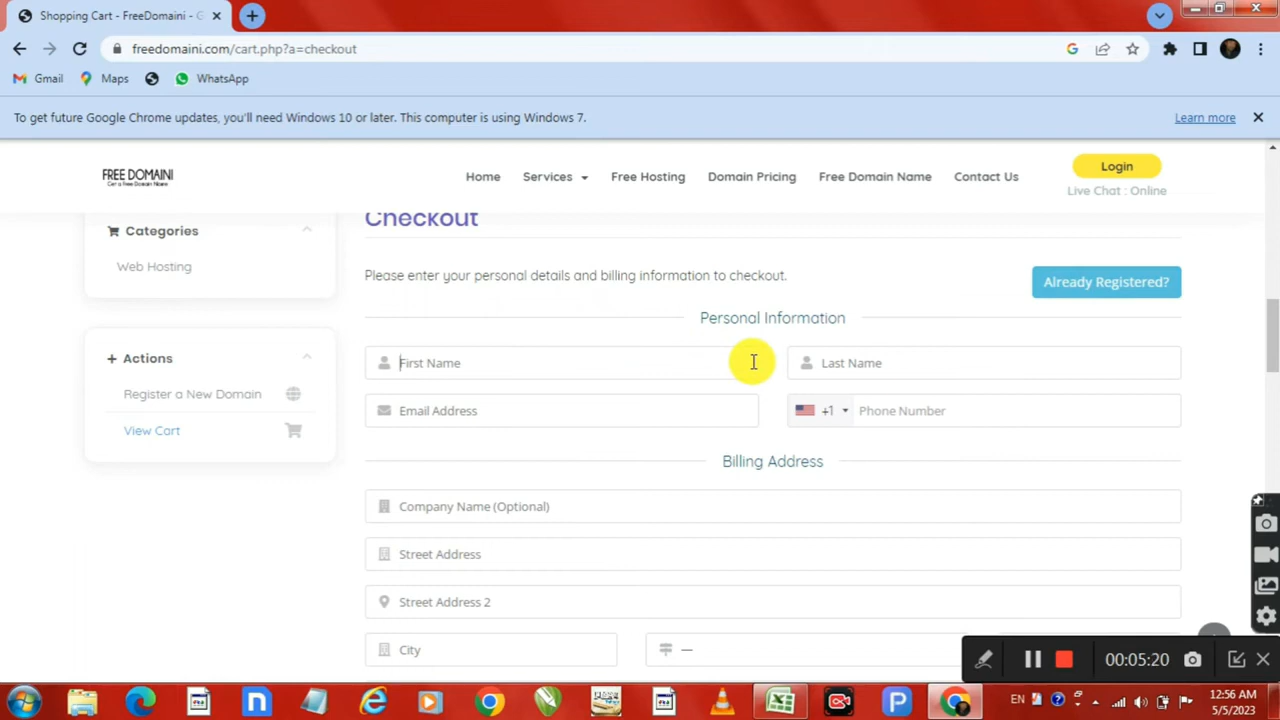 Shopping Cart - FreeDomaini - G
freedomaini.com/cart.php?a=checkout
Gmail
Maps
WhatsApp
To get future Google Chrome updates, you'll need Windows 10 or later. This computer is using Windows 7.
Learn more
FREE DOMAINI
Get a Free Domain Name
Home
Services
Free Hosting
Domain Pricing
Free Domain Name
Contact Us
Login
Live Chat : Online
Categories
Web Hosting
Actions
Register a New Domain
View Cart
Checkout
Please enter your personal details and billing information to checkout.
Already Registered?
Personal Information
First Name
Last Name
Email Address
+1
Phone Number
Billing Address
Company Name (Optional)
Street Address
Street Address 2
City
—
00:05:20
EN
12:56 AM
5/5/2023